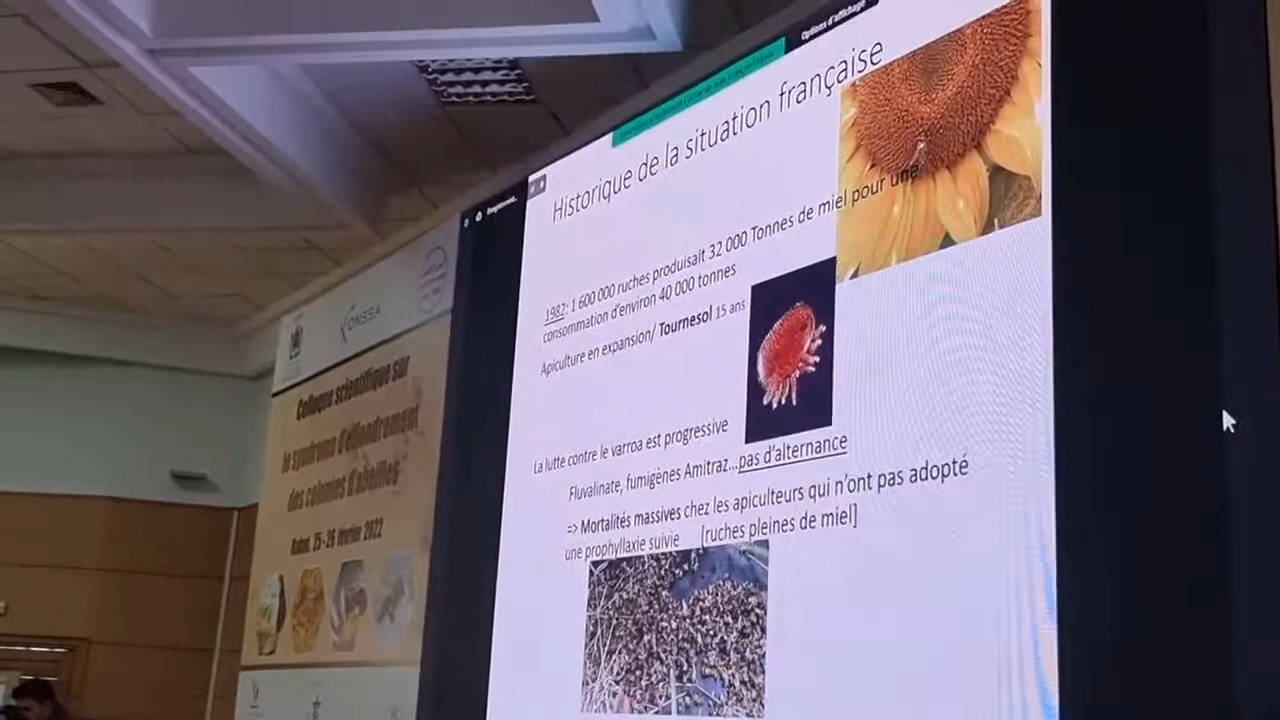 Options d'affichage
Enregistrement...
Historique de la situation française
1982: 1 600 000 ruches produisait 32 000 Tonnes de miel pour une
consommation d'environ 40 000 tonnes
Apiculture en expansion/ Tournesol 15 ans
La lutte contre le varroa est progressive
Fluvalinate, fumigènes Amitraz...pas d'alternance
=> Mortalités massives chez les apiculteurs qui n'ont pas adopté
une prophyllaxie suivie [ruches pleines de miel]
ONSSA
Colloque scientifique sur
le syndrome d'effondrement
des colonies d'abeilles
Rabat, 25-26 février 2022